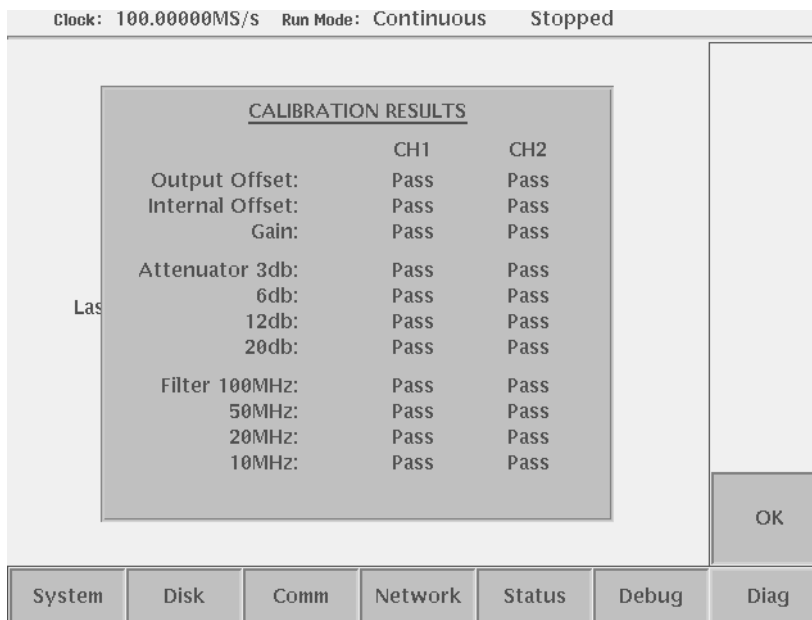 Clock: 100.00000MS/s Run Mode: Continuous Stopped
CALIBRATION RESULTS
CH1 CH2
Output Offset: Pass Pass
Internal Offset: Pass Pass
Gain: Pass Pass
Attenuator 3db: Pass Pass
6db: Pass Pass
Las
12db: Pass Pass
20db: Pass Pass
Filter 100MHz: Pass Pass
50MHz: Pass Pass
20MHz: Pass Pass
10MHz: Pass Pass
OK
System Disk Comm Network Status Debug Diag